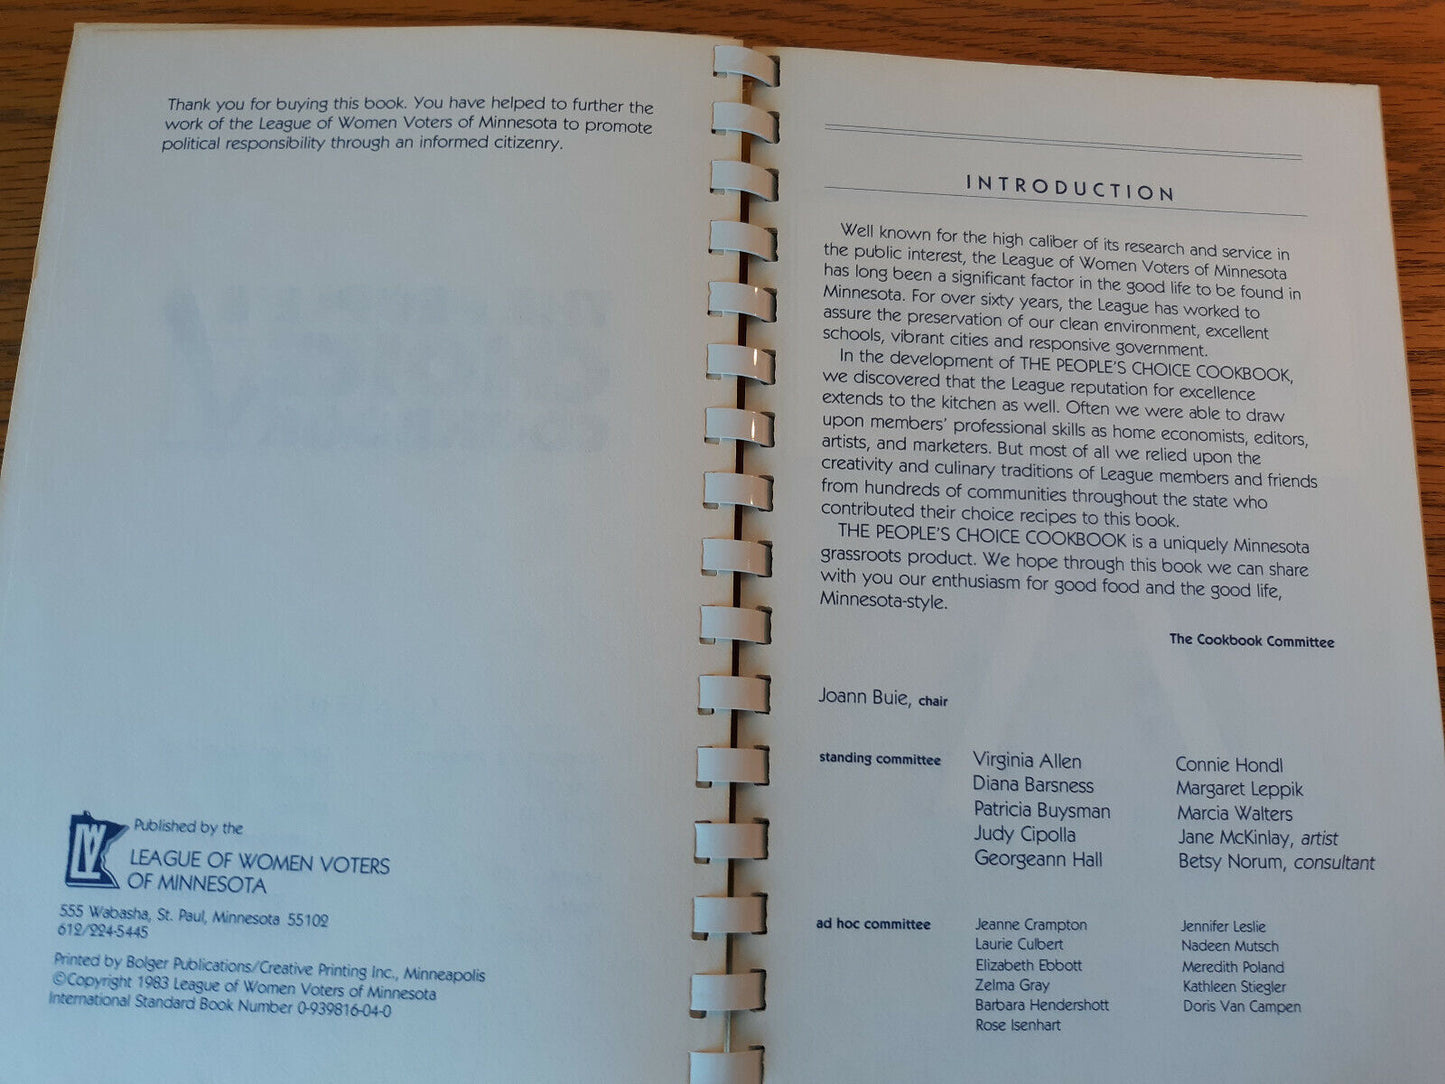 Thank you for buying this book. You have helped to further the
work of the League of Women Voters of Minnesota to promote
political responsibility through an informed citizenry.
Published by the
LEAGUE OF WOMEN VOTERS
OF MINNESOTA
555 Wabasha, St. Paul, Minnesota 55102
612/224-5445
Printed by Bolger Publications/Creative Printing Inc., Minneapolis
©Copyright 1983 League of Women Voters of Minnesota
International Standard Book Number 0-939816-04-0
INTRODUCTION
Well known for the high caliber of its research and service in
the public interest, the League of Women Voters of Minnesota
has long been a significant factor in the good life to be found in
Minnesota. For over sixty years, the League has worked to
assure the preservation of our clean environment, excellent
schools, vibrant cities and responsive government.
In the development of THE PEOPLE'S CHOICE COOKBOOK,
we discovered that the League reputation for excellence
extends to the kitchen as well. Often we were able to draw
upon members' professional skills as home economists, editors,
artists, and marketers. But most of all we relied upon the
creativity and culinary traditions of League members and friends
from hundreds of communities throughout the state who
contributed their choice recipes to this book.
THE PEOPLE'S CHOICE COOKBOOK is a uniquely Minnesota
grassroots product. We hope through this book we can share
with you our enthusiasm for good food and the good life,
Minnesota-style.
The Cookbook Committee
Joann Buie, chair
standing committee
Virginia Allen
Diana Barsness
Patricia Buysman
Judy Cipolla
Georgeann Hall
Connie Hondl
Margaret Leppik
Marcia Walters
Jane McKinlay, artist
Betsy Norum, consultant
ad hoc committee
Jeanne Crampton
Laurie Culbert
Elizabeth Ebbott
Zelma Gray
Barbara Hendershott
Rose Isenhart
Jennifer Leslie
Nadeen Mutsch
Meredith Poland
Kathleen Stiegler
Doris Van Campen